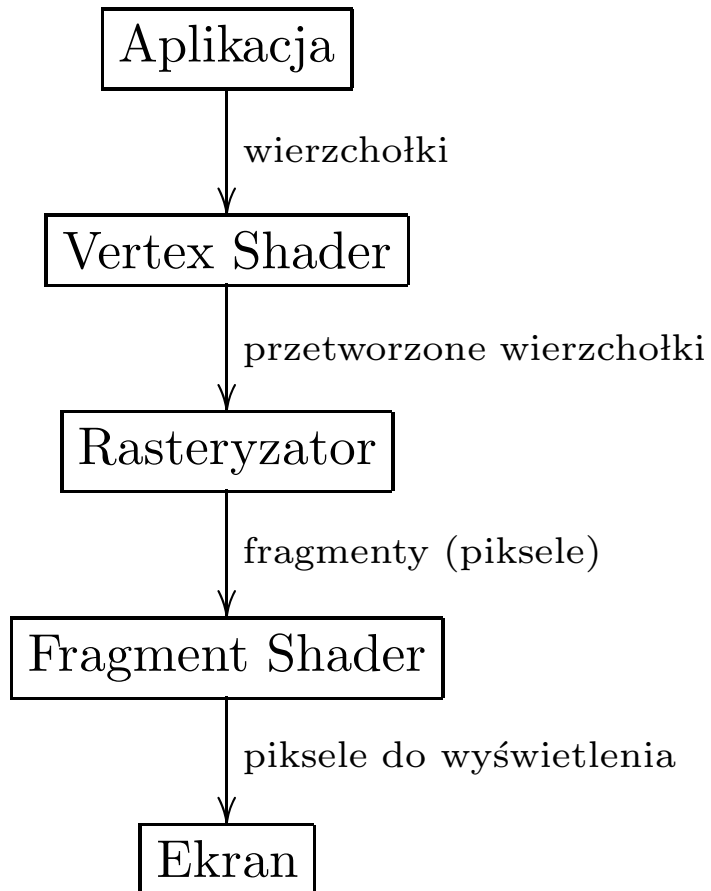 Aplikacja
wierzchołki
Vertex Shader
przetworzone wierzchołki
Rasteryzator
fragmenty (piksele)
Fragment Shader
piksele do wyświetlenia
Ekran